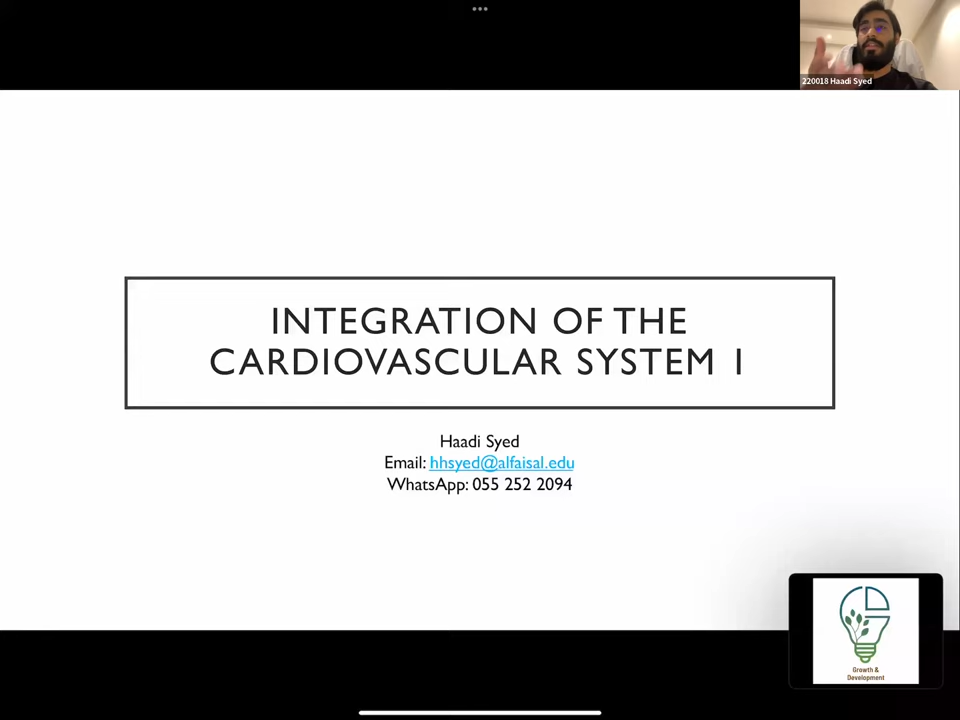 220018 Haadi Syed
INTEGRATION OF THE
CARDIOVASCULAR SYSTEM 1
Haadi Syed
Email: hhsyed@alfaisal.edu
WhatsApp: 055 252 2094
Growth &
Development